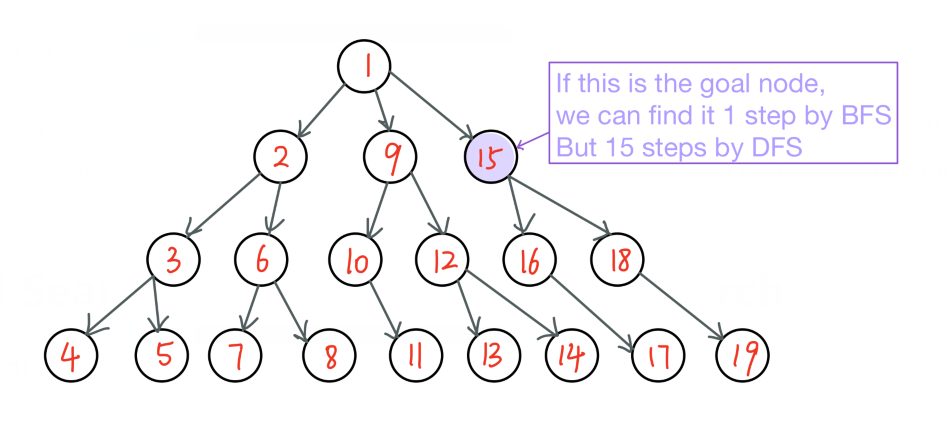 1
If this is the goal node,
we can find it 1 step by BFS
But 15 steps by DFS
2 9 15
3 6 10 12 16 18
4 5 7 8 11 13 14 17 19